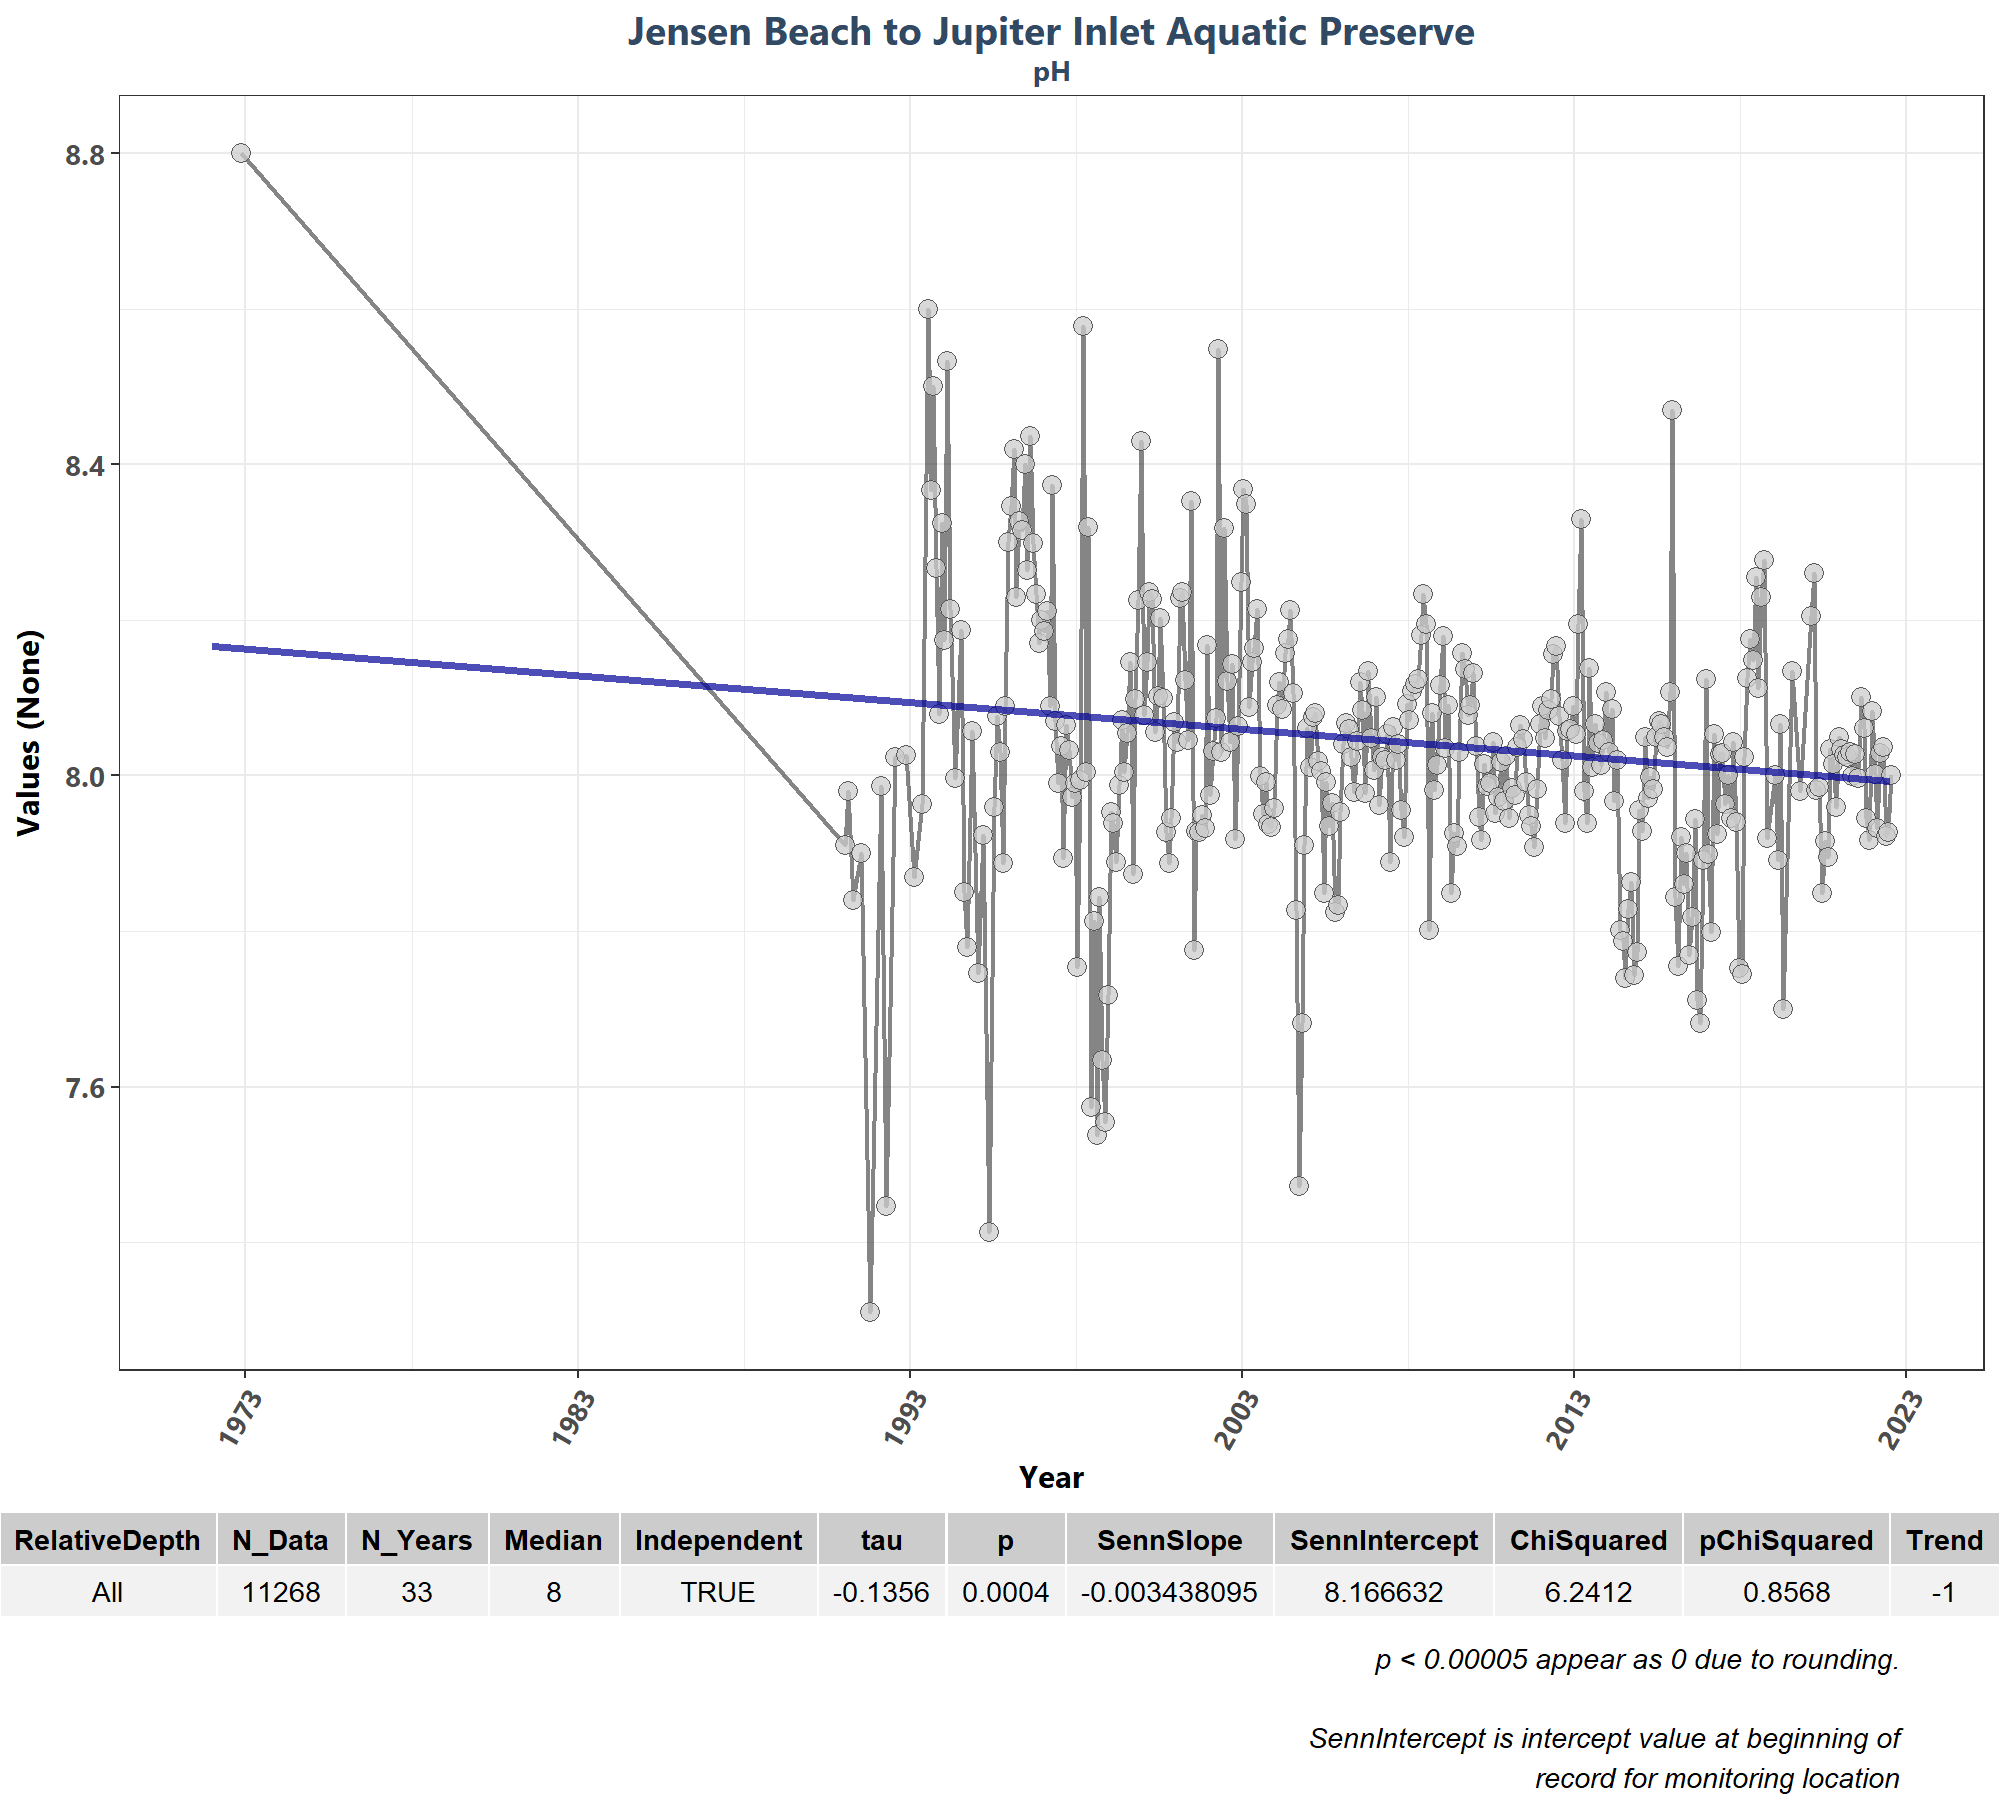 Jensen Beach to Jupiter Inlet Aquatic Preserve
pH
Values (None)
8.8
8.4
8.0
7.6
1973 1983 1993 2003 2013 2023
Year
RelativeDepth N_Data N_Years Median Independent tau p SennSlope SennIntercept ChiSquared pChiSquared Trend
All 11268 33 8 TRUE -0.1356 0.0004 -0.003438095 8.166632 6.2412 0.8568 -1
p < 0.00005 appear as 0 due to rounding.
SennIntercept is intercept value at beginning of
record for monitoring location